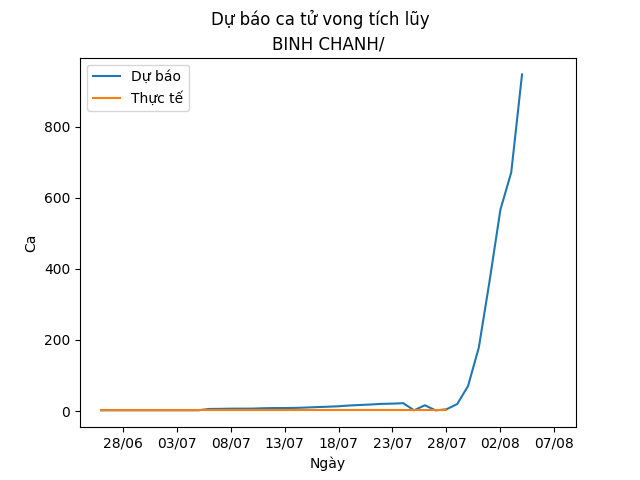 Dự báo ca tử vong tích lũy
BINH CHANH/
Dự báo
Thực tế
800
600
400
200
0
Ca
28/06 03/07 08/07 13/07 18/07 23/07 28/07 02/08 07/08
Ngày